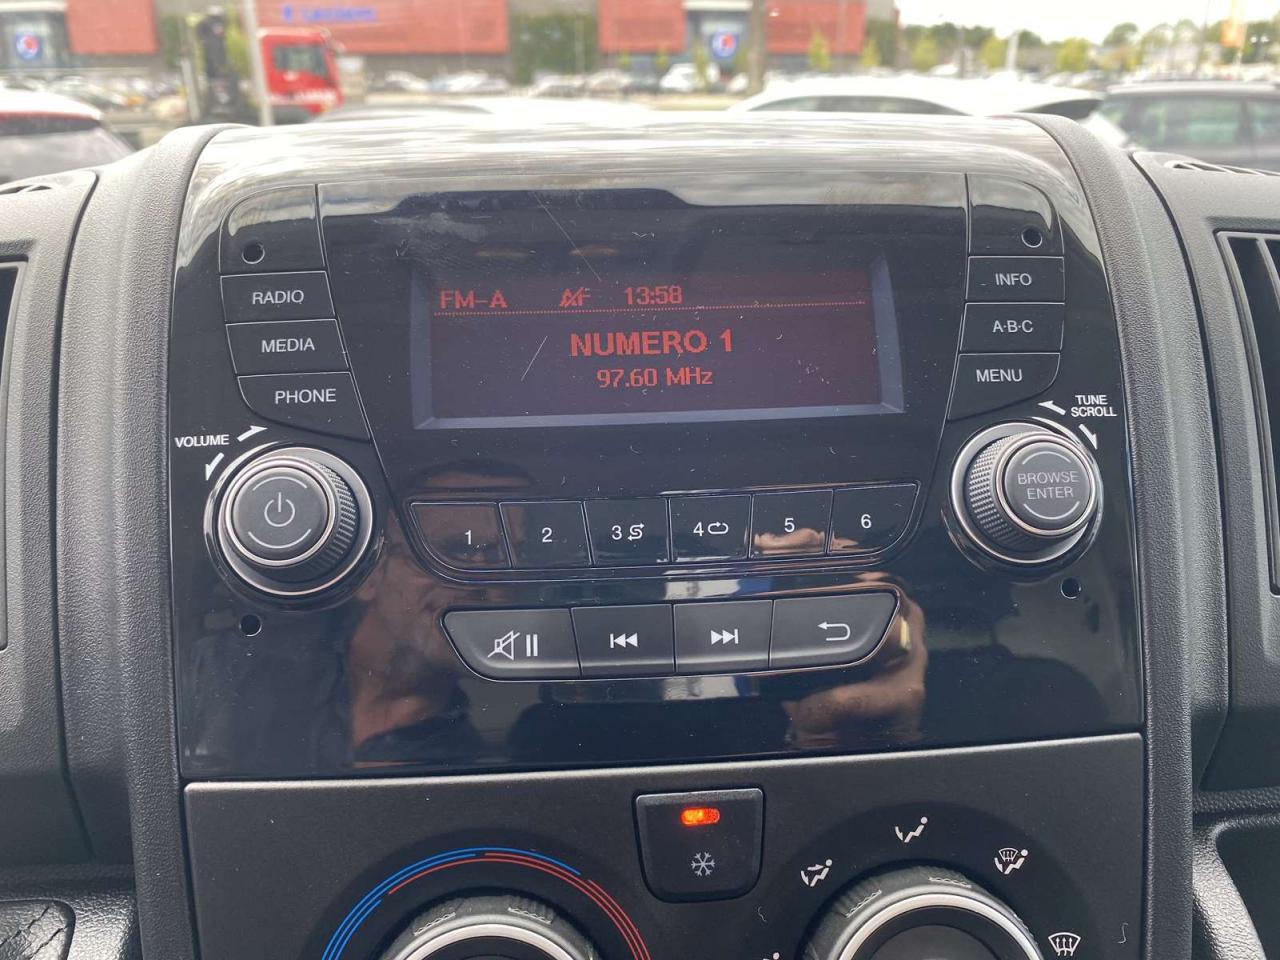 RADIO
MEDIA
PHONE
VOLUME
FM-A AF 13:58
NUMERO 1
97.60 MHz
INFO
A·B·C
MENU
TUNE
SCROLL
BROWSE
ENTER
1 2 3 4 5 6